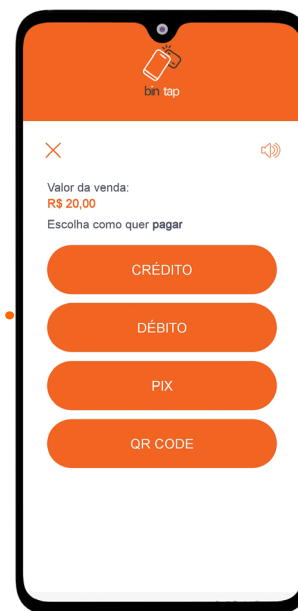 bin tap
Valor da venda:
R$ 20,00
Escolha como quer pagar
CRÉDITO
DÉBITO
PIX
QR CODE